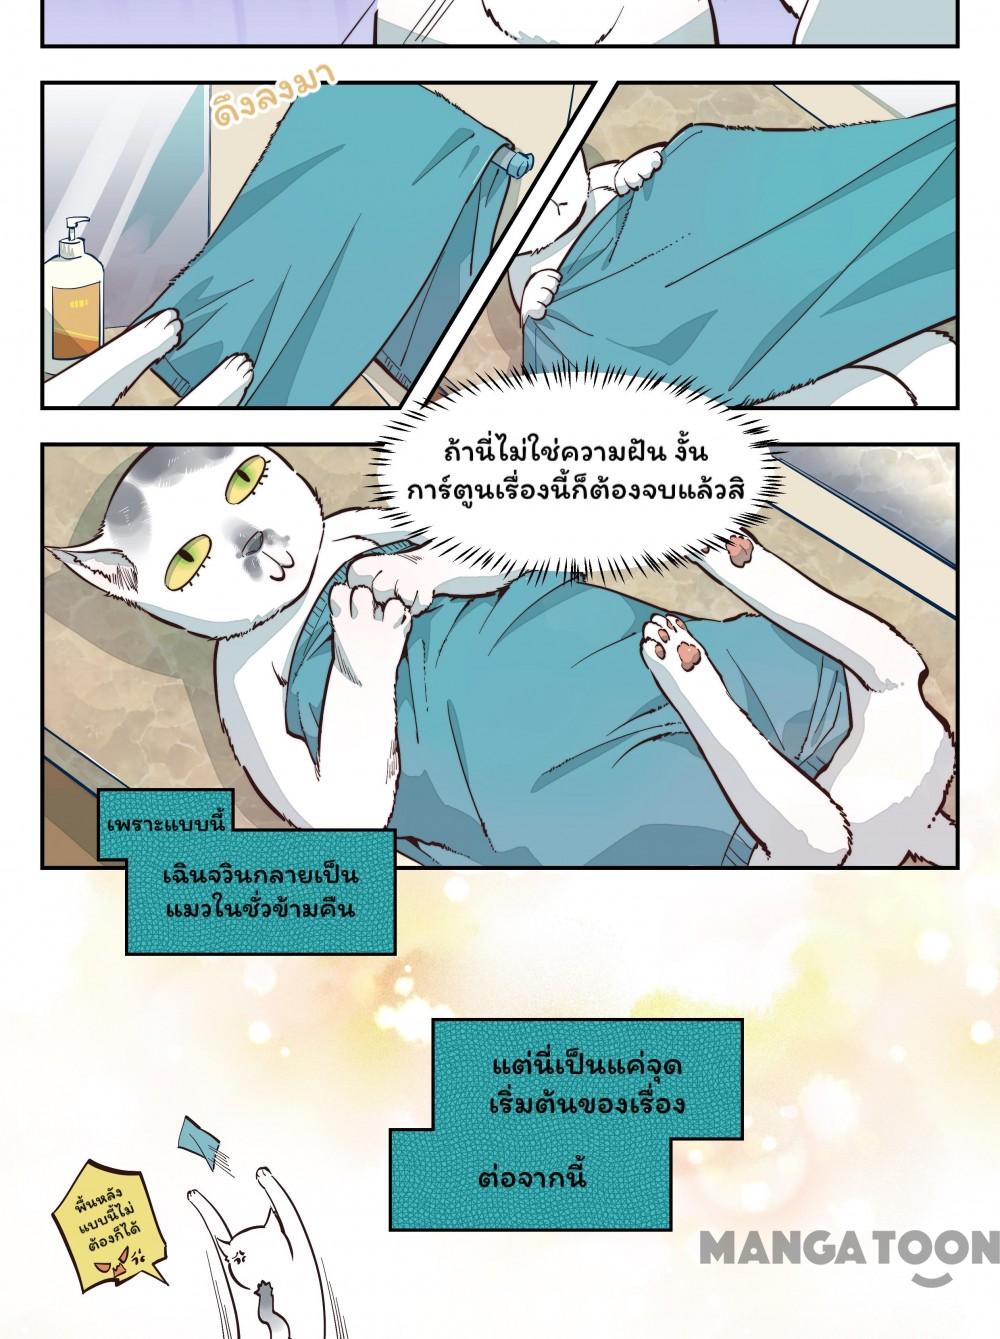 ดึงลงมา
ถ้านี่ไม่ใช่ความฝัน งั้น
การ์ตูนเรื่องนี้ก็ต้องจบแล้วสิ
เพราะแบบนี้
เฉินจวินกลายเป็น
แมวในชั่วข้ามคืน
แต่นี่เป็นแค่จุด
เริ่มต้นของเรื่อง
ต่อจากนี้
พื้นหลัง
แบบนี้ไม่
ต้องก็ได้
MANGATOON